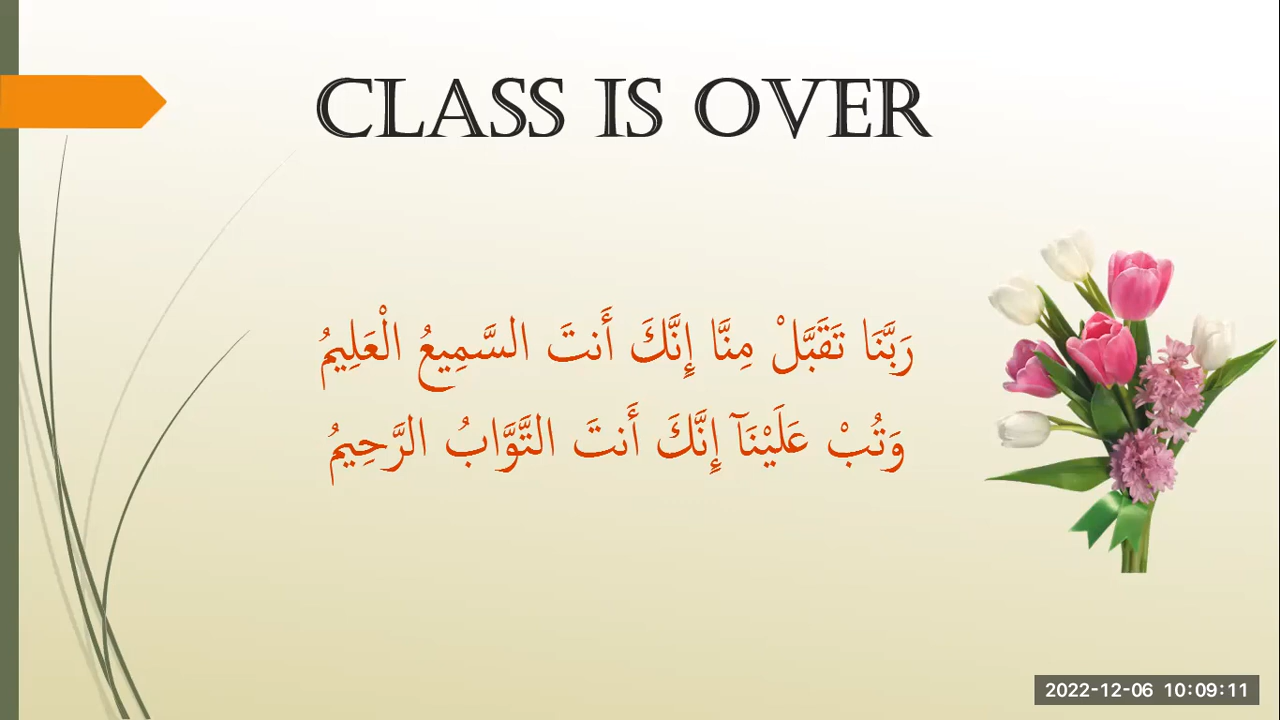 CLASS IS OVER
رَبَّنَا تَقَبَّلْ مِنَّا إِنَّكَ أَنتَ السَّمِيعُ الْعَلِيمُ
وَتُبْ عَلَيْنَآ إِنَّكَ أَنتَ التَّوَّابُ الرَّحِيمُ
2022-12-06 10:09:11